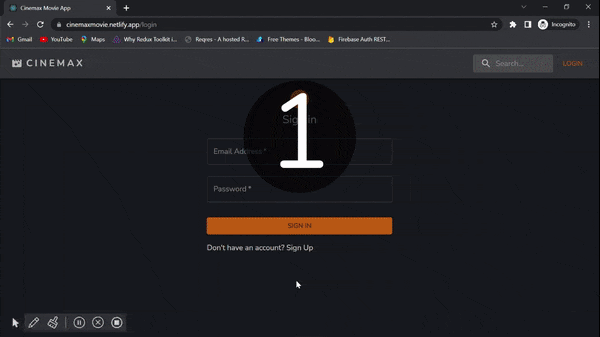 Cinemax Movie App
cinemaxmovie.netlify.app/login
Incognito
Gmail
YouTube
Maps
Why Redux Toolkit i...
Reqres - A hosted R...
Free Themes - Bloo...
Firebase Auth REST...
CINEMAX
Search...
LOGIN
1
Sign in
Email Address *
Password *
SIGN IN
Don't have an account? Sign Up